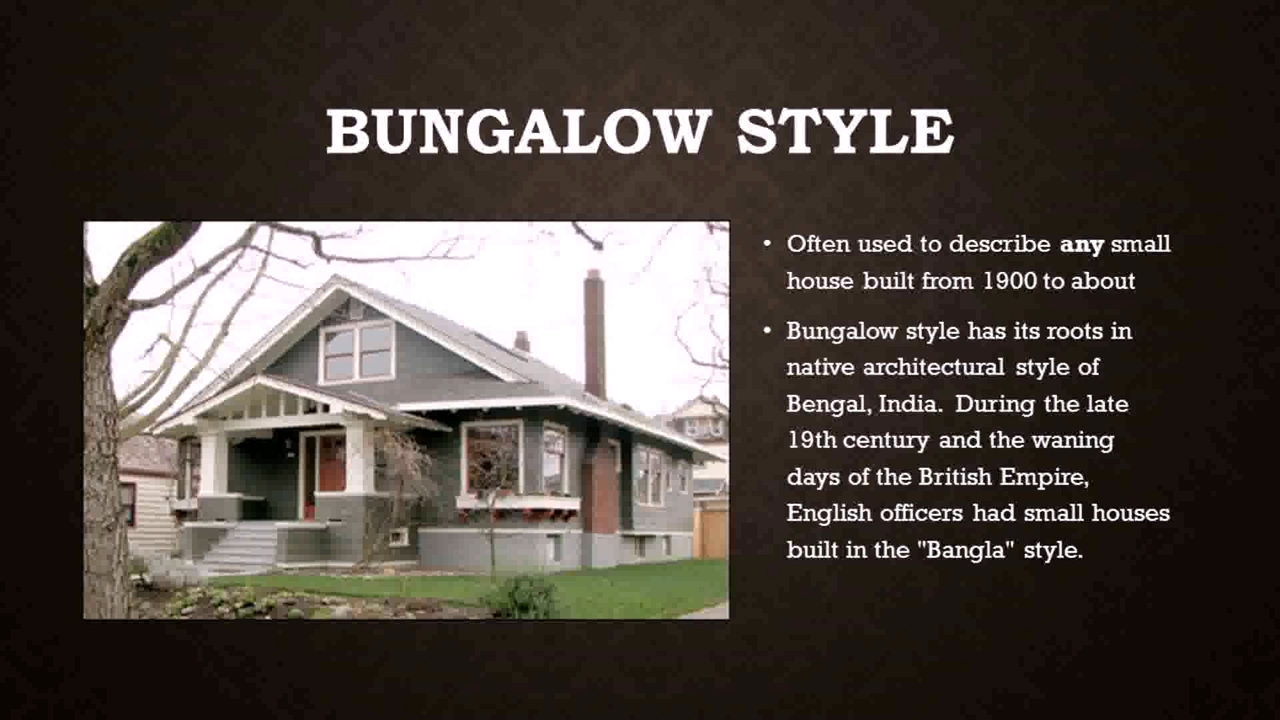 BUNGALOW STYLE
• Often used to describe any small
house built from 1900 to about
• Bungalow style has its roots in
native architectural style of
Bengal, India.  During the late
19th century and the waning
days of the British Empire,
English officers had small houses
built in the "Bangla" style.